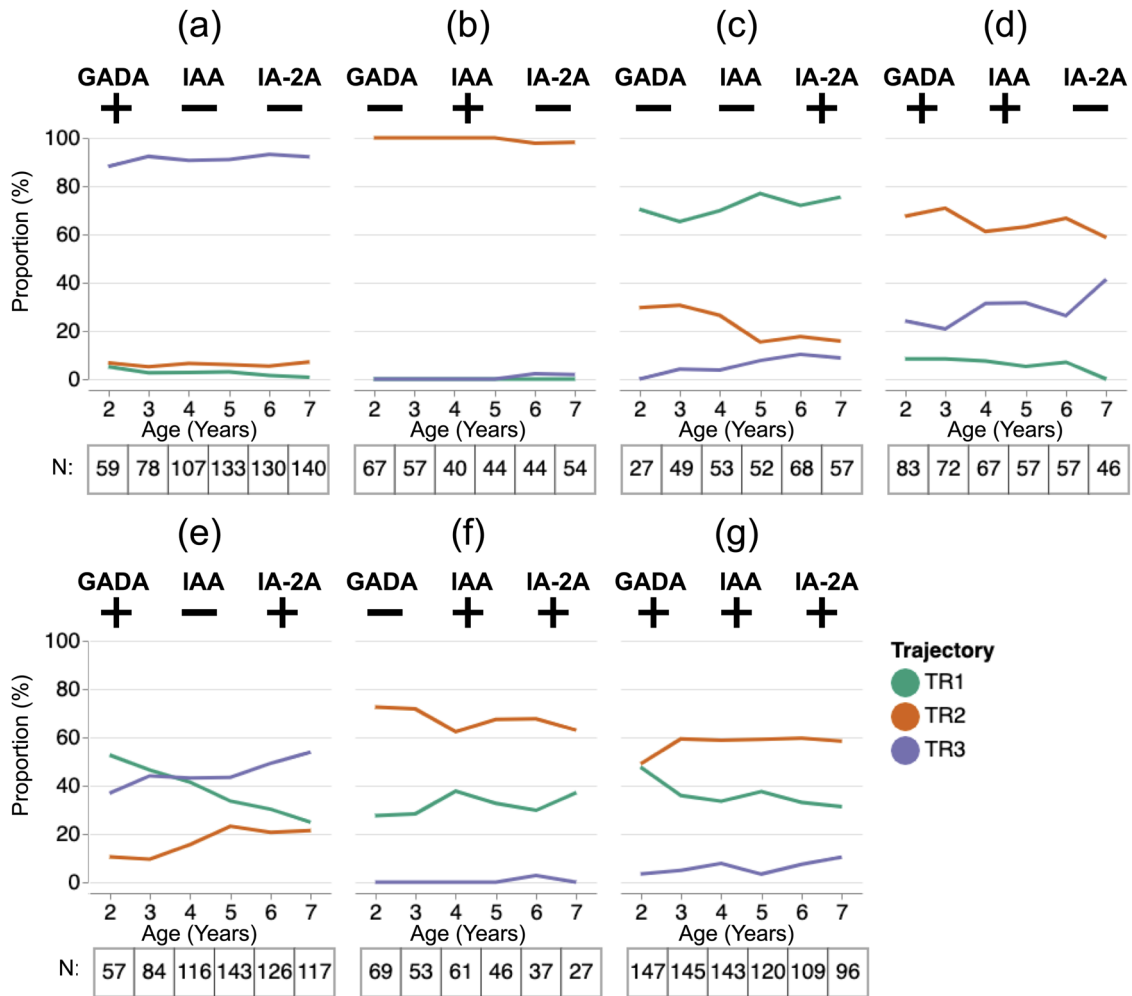 (a) (b) (c) (d)
GADA IAA IA-2A GADA IAA IA-2A GADA IAA IA-2A GADA IAA IA-2A
+ — — — + — — — + + + —
Proportion (%)
100
80
60
40
20
0
2 3 4 5 6 7 2 3 4 5 6 7 2 3 4 5 6 7 2 3 4 5 6 7
Age (Years) Age (Years) Age (Years) Age (Years)
N: 59 78 107 133 130 140 67 57 40 44 44 54 27 49 53 52 68 57 83 72 67 57 57 46
(e) (f) (g)
GADA IAA IA-2A GADA IAA IA-2A GADA IAA IA-2A
+ — + — + + + + +
Proportion (%)
100
80
60
40
20
0
Trajectory
TR1
TR2
TR3
2 3 4 5 6 7 2 3 4 5 6 7 2 3 4 5 6 7
Age (Years) Age (Years) Age (Years)
N: 57 84 116 143 126 117 69 53 61 46 37 27 147 145 143 120 109 96